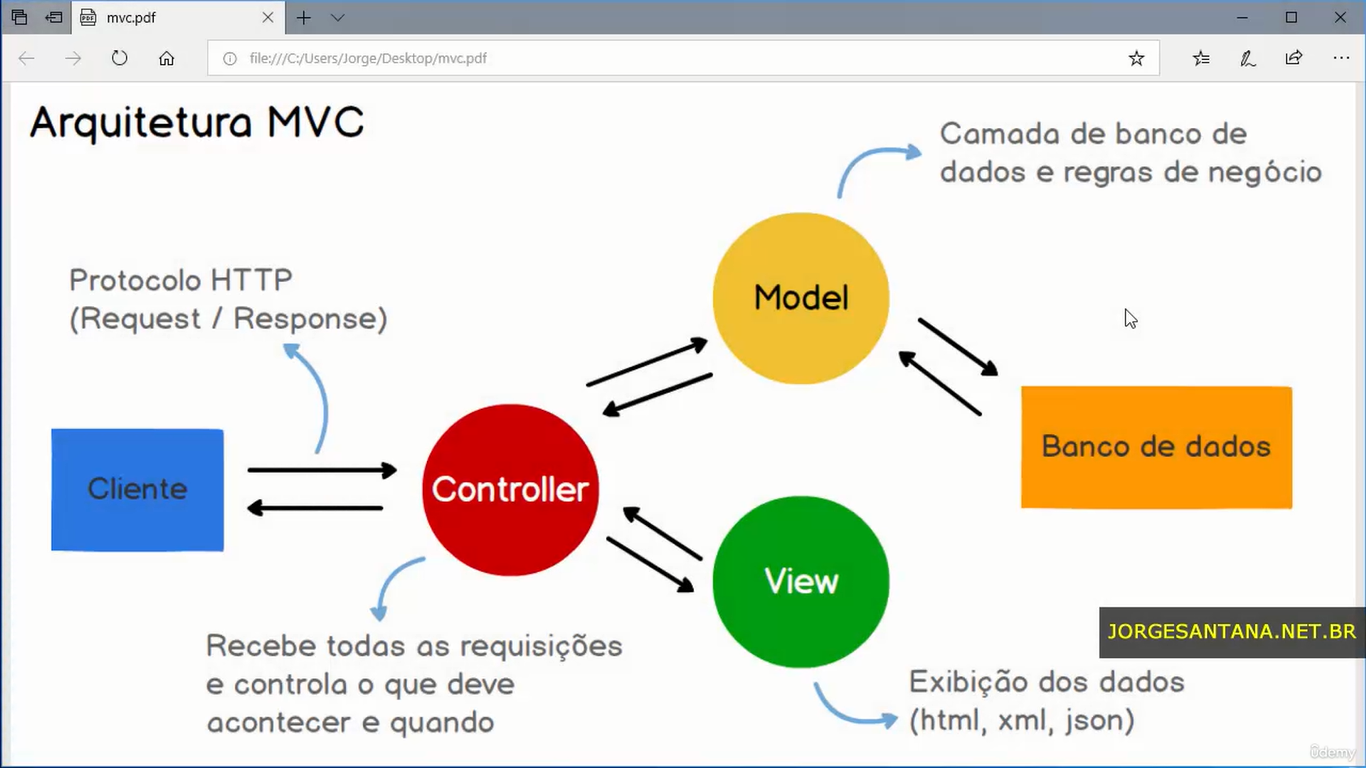 mvc.pdf
file:///C:/Users/Jorge/Desktop/mvc.pdf
Arquitetura MVC
Camada de banco de
dados e regras de negócio
Protocolo HTTP
(Request / Response)
Model
Banco de dados
Cliente
Controller
View
JORGESANTANA.NET.BR
Recebe todas as requisições
e controla o que deve
acontecer e quando
Exibição dos dados
(html, xml, json)
ûdemy